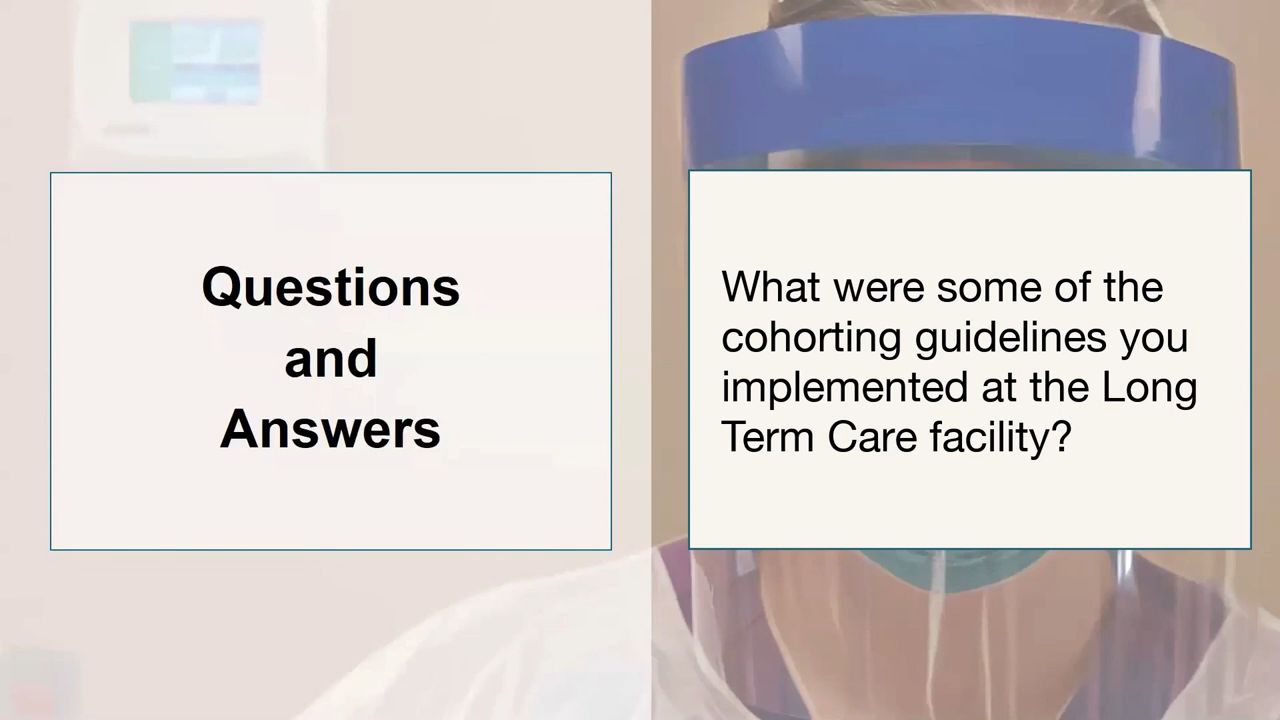 Questions
and
Answers
What were some of the
cohorting guidelines you
implemented at the Long
Term Care facility?